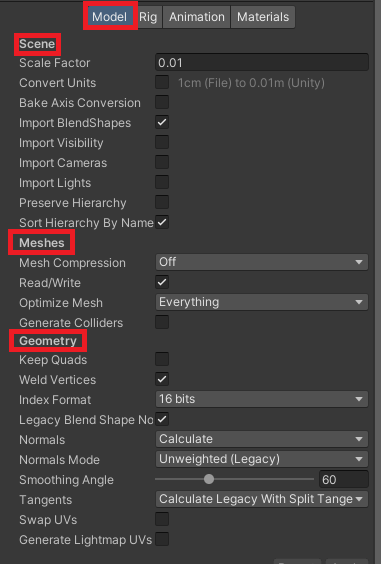 Model Rig Animation Materials
Scene
Scale Factor 0.01
Convert Units 1cm (File) to 0.01m (Unity)
Bake Axis Conversion
Import BlendShapes
Import Visibility
Import Cameras
Import Lights
Preserve Hierarchy
Sort Hierarchy By Name
Meshes
Mesh Compression Off
Read/Write
Optimize Mesh Everything
Generate Colliders
Geometry
Keep Quads
Weld Vertices
Index Format 16 bits
Legacy Blend Shape No
Normals Calculate
Normals Mode Unweighted (Legacy)
Smoothing Angle 60
Tangents Calculate Legacy With Split Tange
Swap UVs
Generate Lightmap UVs